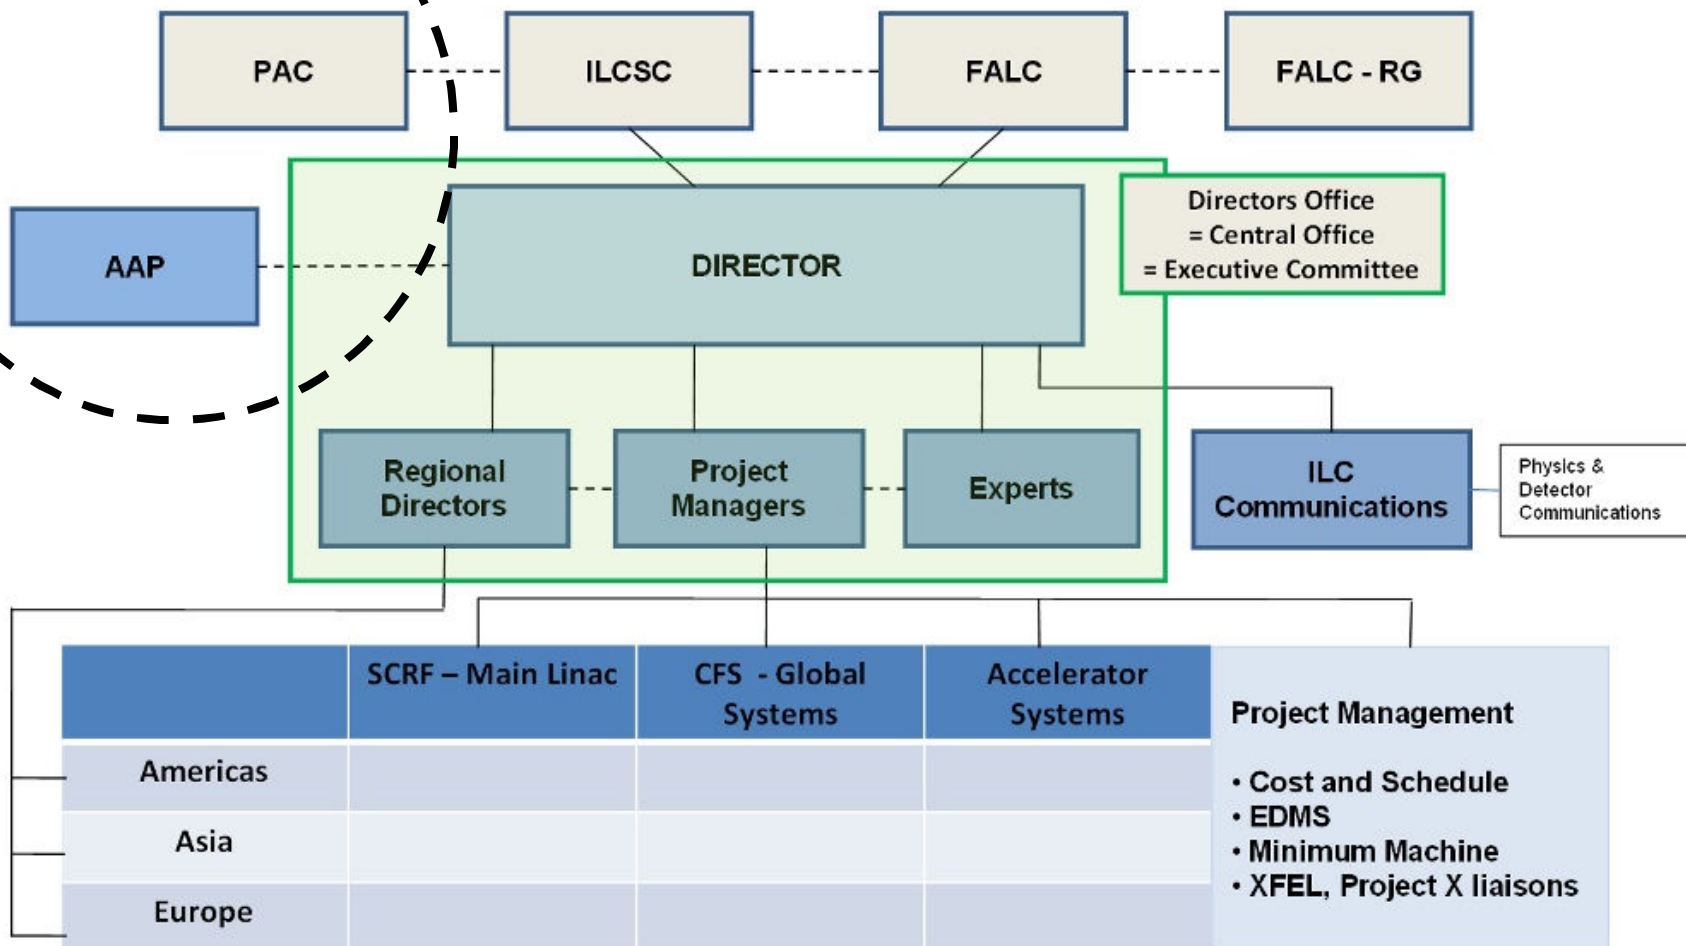 PAC
ILCSC
FALC
FALC - RG
Directors Office
= Central Office
= Executive Committee
AAP
DIRECTOR
Regional
Directors
Project
Managers
Experts
ILC
Communications
Physics &
Detector
Communications
SCRF – Main Linac
CFS - Global
Systems
Accelerator
Systems
Project Management
• Cost and Schedule
• EDMS
• Minimum Machine
• XFEL, Project X liaisons
Americas
Asia
Europe